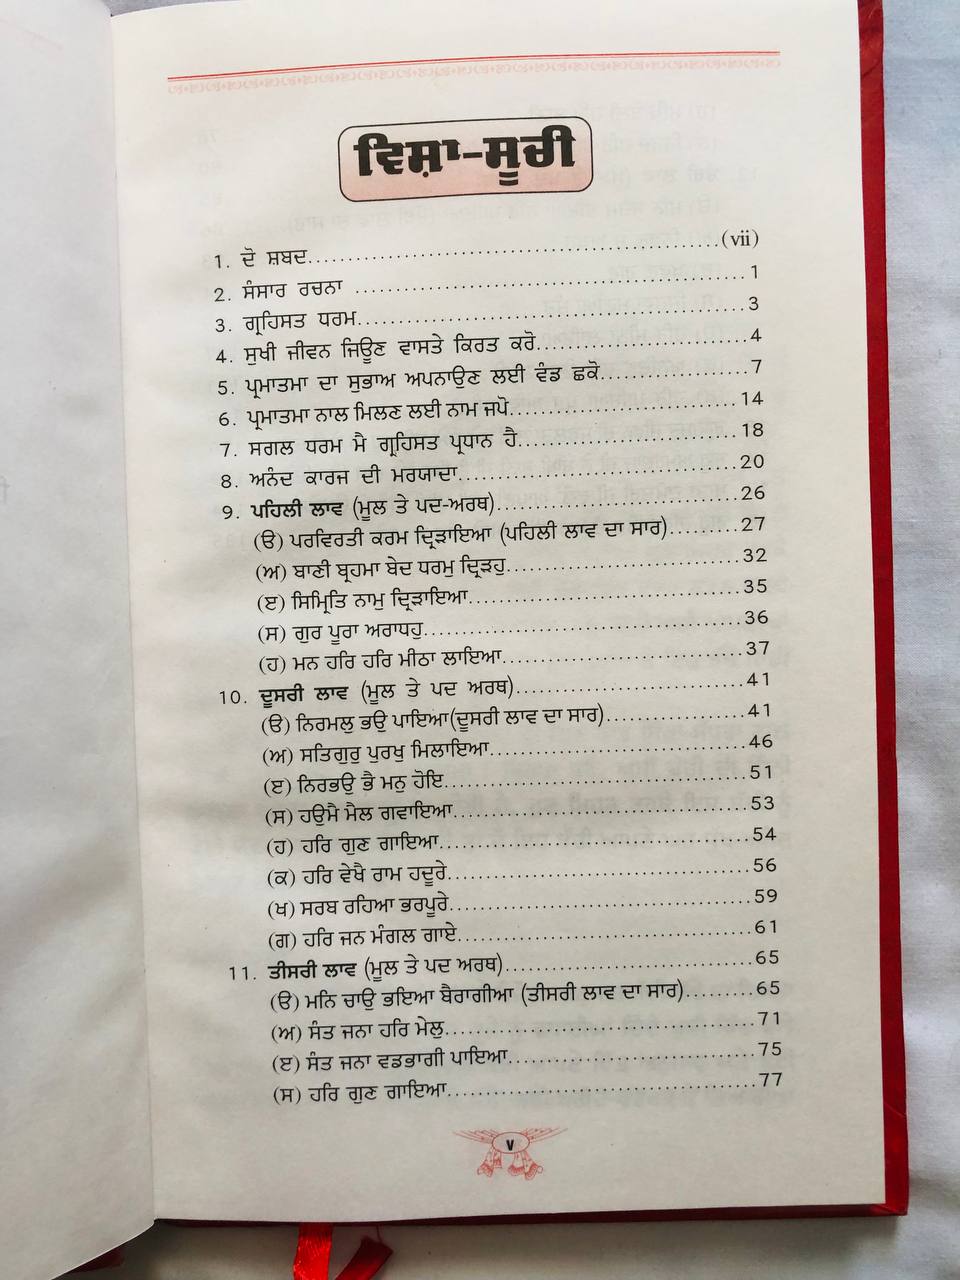 ਵਿਸ਼ਾ-ਸੂਚੀ
1. ਦੋ ਸ਼ਬਦ.......................................................(vii)
2. ਸੰਸਾਰ ਰਚਨਾ ....................................................1
3. ਗ੍ਰਹਿਸਤ ਧਰਮ....................................................3
4. ਸੁਖੀ ਜੀਵਨ ਜਿਊਣ ਵਾਸਤੇ ਕਿਰਤ ਕਰੋ............................4
5. ਪ੍ਰਮਾਤਮਾ ਦਾ ਸੁਭਾਅ ਅਪਨਾਉਣ ਲਈ ਵੰਡ ਛਕੋ....................7
6. ਪ੍ਰਮਾਤਮਾ ਨਾਲ ਮਿਲਣ ਲਈ ਨਾਮ ਜਪੋ.............................14
7. ਸਗਲ ਧਰਮ ਮੈ ਗ੍ਰਹਿਸਤ ਪ੍ਰਧਾਨ ਹੈ............................18
8. ਅਨੰਦ ਕਾਰਜ ਦੀ ਮਰਯਾਦਾ....................................20
9. ਪਹਿਲੀ ਲਾਵ (ਮੂਲ ਤੇ ਪਦ-ਅਰਥ)..............................26
(ੳ) ਪਰਵਿਰਤੀ ਕਰਮ ਦ੍ਰਿੜਾਇਆ (ਪਹਿਲੀ ਲਾਵ ਦਾ ਸਾਰ).........27
(ਅ) ਬਾਣੀ ਬ੍ਰਹਮਾ ਬੇਦ ਧਰਮੁ ਦ੍ਰਿੜਹੁ............................32
(ੲ) ਸਿਮ੍ਰਿਤਿ ਨਾਮੁ ਦ੍ਰਿੜਾਇਆ..................................35
(ਸ) ਗੁਰ ਪੂਰਾ ਅਰਾਧਹੁ........................................36
(ਹ) ਮਨ ਹਰਿ ਹਰਿ ਮੀਠਾ ਲਾਇਆ................................37
10. ਦੂਸਰੀ ਲਾਵ (ਮੂਲ ਤੇ ਪਦ ਅਰਥ)............................41
(ੳ) ਨਿਰਮਲੁ ਭਉ ਪਾਇਆ(ਦੂਸਰੀ ਲਾਵ ਦਾ ਸਾਰ)..................41
(ਅ) ਸਤਿਗੁਰੁ ਪੁਰਖੁ ਮਿਲਾਇਆ.................................46
(ੲ) ਨਿਰਭਉ ਭੈ ਮਨੁ ਹੋਇ......................................51
(ਸ) ਹਉਮੈ ਮੈਲ ਗਵਾਇਆ.......................................53
(ਹ) ਹਰਿ ਗੁਣ ਗਾਇਆ..........................................54
(ਕ) ਹਰਿ ਵੇਖੈ ਰਾਮ ਹਦੂਰੇ......................................56
(ਖ) ਸਰਬ ਰਹਿਆ ਭਰਪੂਰੇ......................................59
(ਗ) ਹਰਿ ਜਨ ਮੰਗਲ ਗਾਏ.....................................61
11. ਤੀਸਰੀ ਲਾਵ (ਮੂਲ ਤੇ ਪਦ ਅਰਥ).............................65
(ੳ) ਮਨਿ ਚਾਉ ਭਇਆ ਬੈਰਾਗੀਆ (ਤੀਸਰੀ ਲਾਵ ਦਾ ਸਾਰ)........65
(ਅ) ਸੰਤ ਜਨਾ ਹਰਿ ਮੇਲੁ.......................................71
(ੲ) ਸੰਤ ਜਨਾ ਵਡਭਾਗੀ ਪਾਇਆ................................75
(ਸ) ਹਰਿ ਗੁਣ ਗਾਇਆ..........................................77
v